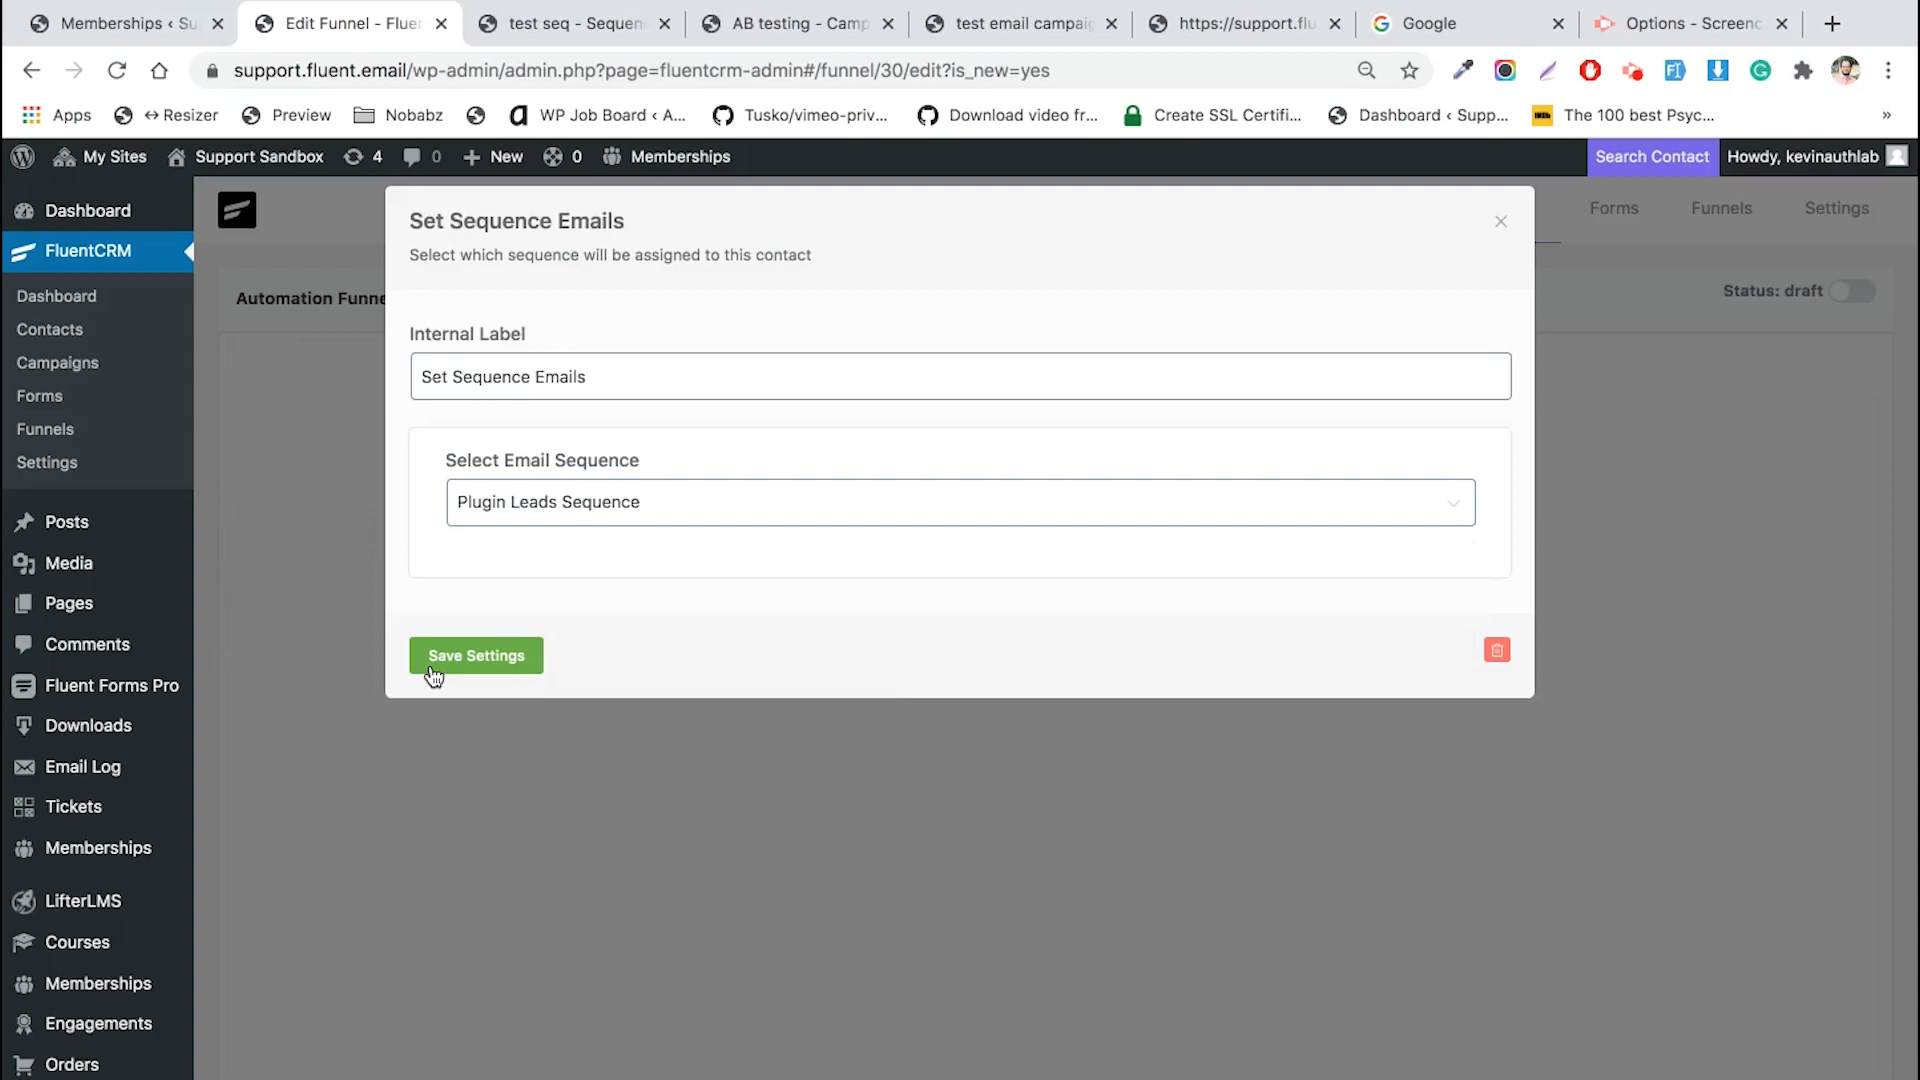 Memberships ‹ Su
Edit Funnel - Fluen
test seq - Sequen
AB testing - Camp
test email campaig
https://support.flu
Google
Options - Screenc
support.fluent.email/wp-admin/admin.php?page=fluentcrm-admin#/funnel/30/edit?is_new=yes
Apps
↔ Resizer
Preview
Nobabz
WP Job Board ‹ A...
Tusko/vimeo-priv...
Download video fr...
Create SSL Certifi...
Dashboard ‹ Supp...
The 100 best Psyc...
»
My Sites
Support Sandbox
4
0
New
0
Memberships
Search Contact
Howdy, kevinauthlab
Dashboard
FluentCRM
Dashboard
Contacts
Campaigns
Forms
Funnels
Settings
Posts
Media
Pages
Comments
Fluent Forms Pro
Downloads
Email Log
Tickets
Memberships
LifterLMS
Courses
Memberships
Engagements
Orders
Forms
Funnels
Settings
Automation Funne
Status: draft
Set Sequence Emails
Select which sequence will be assigned to this contact
Internal Label
Set Sequence Emails
Select Email Sequence
Plugin Leads Sequence
Save Settings